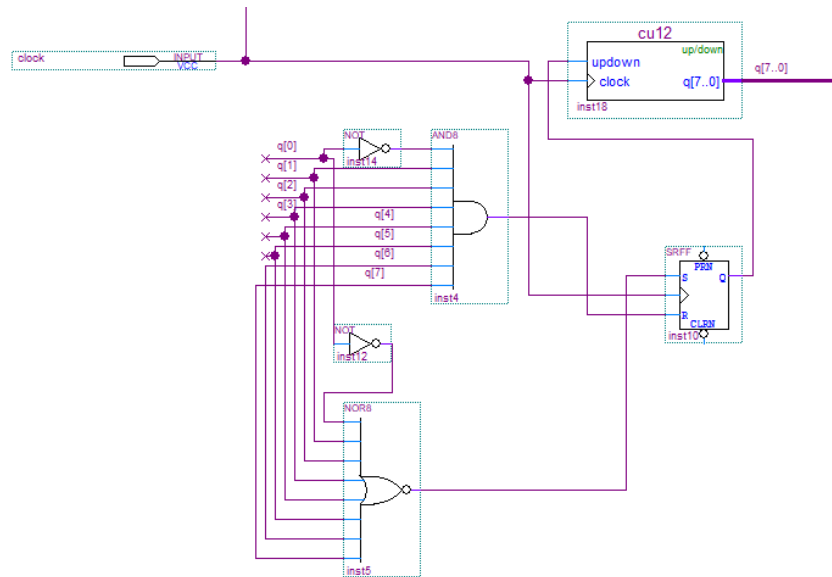 cu12
up/down
updown
clock
q[7..0]
inst18
q[7..0]
clock
INPUT
VCC
NOT
inst14
AND8
inst4
q[0]
q[1]
q[2]
q[3]
q[4]
q[5]
q[6]
q[7]
SRFF
PRN
S
Q
R
CLRN
inst10
NOT
inst12
NOR8
inst5